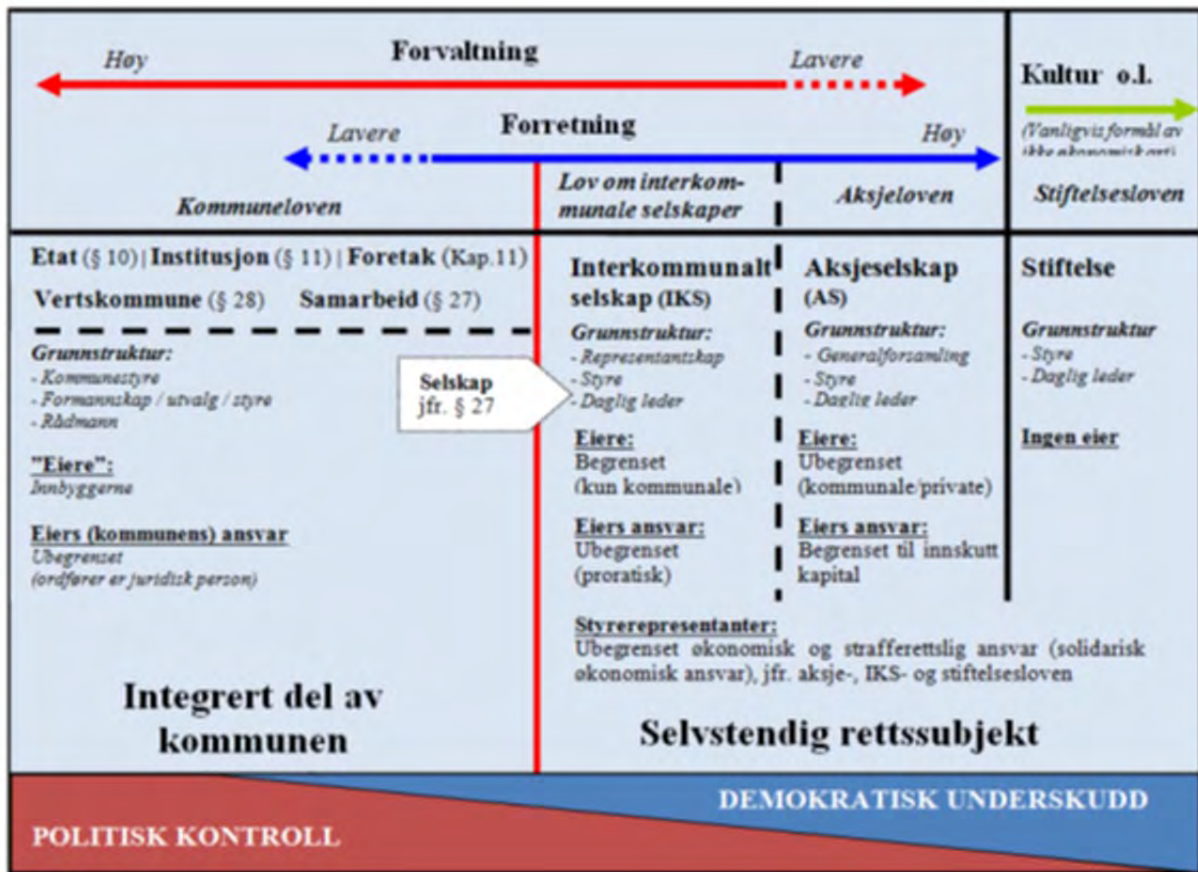 Høy
Forvaltning
Lavere
Lavere
Forretning
Høy
Kultur o.l.
(Vanligvis formål av
ikke økonomisk art)
Kommuneloven
Lov om interkom-
munale selskaper
Aksjeloven
Stiftelsesloven
Etat (§ 10)| Institusjon (§ 11) | Foretak (Kap.11)
Vertskommune (§ 28) Samarbeid (§ 27)
Grunnstruktur:
- Kommunestyre
- Formannskap / utvalg / styre
- Rådmann
"Eiere":
Innbyggerne
Eiers (kommunens) ansvar
Ubegrenset
(ordfører er juridisk person)
Selskap
jfr. § 27
Integrert del av
kommunen
Interkommunalt
selskap (IKS)
Grunnstruktur:
- Representantskap
- Styre
- Daglig leder
Eiere:
Begrenset
(kun kommunale)
Eiers ansvar:
Ubegrenset
(proratisk)
Aksjeselskap
(AS)
Grunnstruktur:
- Generalforsamling
- Styre
- Daglig leder
Eiere:
Ubegrenset
(kommunale/private)
Eiers ansvar:
Begrenset til innskutt
kapital
Stiftelse
Grunnstruktur
- Styre
- Daglig leder
Ingen eier
Styrerepresentanter:
Ubegrenset økonomisk og strafferettslig ansvar (solidarisk
økonomisk ansvar), jfr. aksje-, IKS- og stiftelsesloven
Selvstendig rettssubjekt
DEMOKRATISK UNDERSKUDD
POLITISK KONTROLL